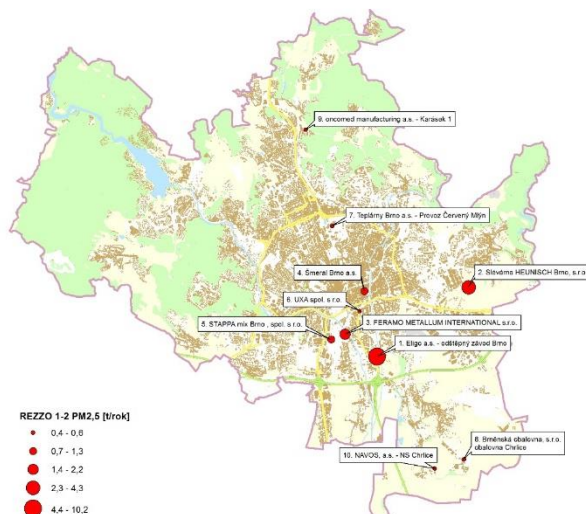 9. oncomed manufacturing a.s. - Karásek 1
7. Teplárny Brno a.s. - Provoz Červený Mlýn
2. Slévárna HEUNISCH Brno, s.r.o.
4. Šmeral Brno a.s.
6. UXA spol. s r.o.
5. STAPPA mix Brno , spol. s r.o.
3. FERAMO METALLUM INTERNATIONAL s.r.o.
1. Eligo a.s. - odštěpný závod Brno
8. Brněnská obalovna, s.r.o.
obalovna Chrlice
10. NAVOS, a.s. - NS Chrlice
REZZO 1-2 PM2,5 [t/rok]
0,4 - 0,6
0,7 - 1,3
1,4 - 2,2
2,3 - 4,3
4,4 - 10,2